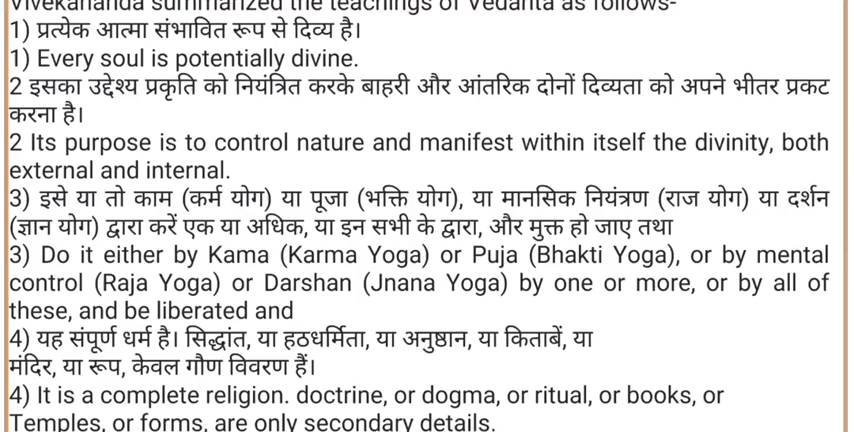 Vivekananda summarized the teachings of Vedanta as follows-
1) प्रत्येक आत्मा संभावित रूप से दिव्य है।
1) Every soul is potentially divine.
2 इसका उद्देश्य प्रकृति को नियंत्रित करके बाहरी और आंतरिक दोनों दिव्यता को अपने भीतर प्रकट
करना है।
2 Its purpose is to control nature and manifest within itself the divinity, both
external and internal.
3) इसे या तो काम (कर्म योग) या पूजा (भक्ति योग), या मानसिक नियंत्रण (राज योग) या दर्शन
(ज्ञान योग) द्वारा करें एक या अधिक, या इन सभी के द्वारा, और मुक्त हो जाए तथा
3) Do it either by Kama (Karma Yoga) or Puja (Bhakti Yoga), or by mental
control (Raja Yoga) or Darshan (Jnana Yoga) by one or more, or by all of
these, and be liberated and
4) यह संपूर्ण धर्म है। सिद्धांत, या हठधर्मिता, या अनुष्ठान, या किताबें, या
मंदिर, या रूप, केवल गौण विवरण हैं।
4) It is a complete religion. doctrine, or dogma, or ritual, or books, or
Temples, or forms, are only secondary details.